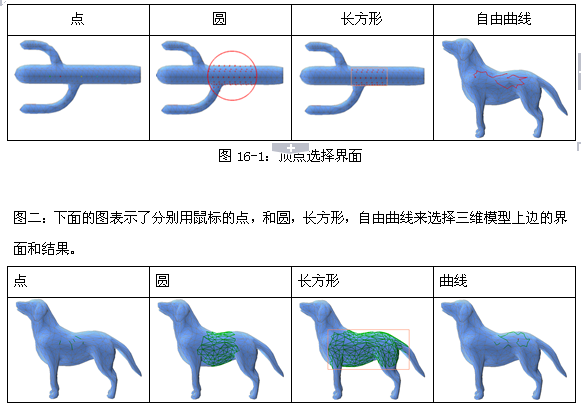 点 圆 长方形 自由曲线
图 16-1：顶点选择界面
图二：下面的图表示了分别用鼠标的点，和圆，长方形，自由曲线来选择三维模型上边的界
面和结果。
点 圆 长方形 曲线